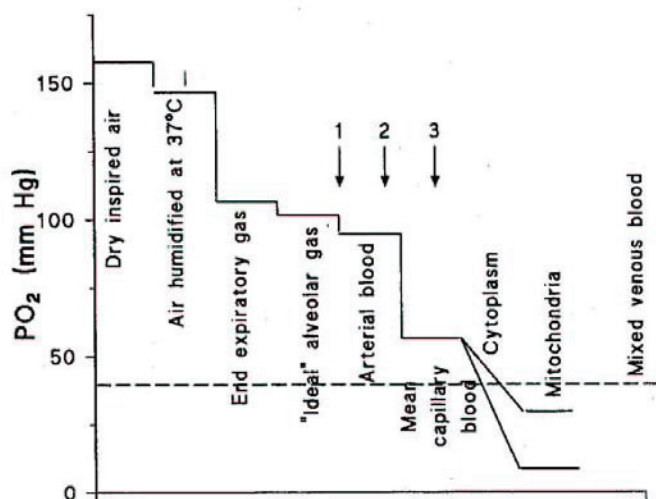 PO2 (mm Hg)
150
100
50
0
Dry inspired air
Air humidified at 37°C
End expiratory gas
"Ideal" alveolar gas
Arterial blood
Mean
capillary
blood
Cytoplasm
Mitochondria
Mixed venous blood
1
2
3